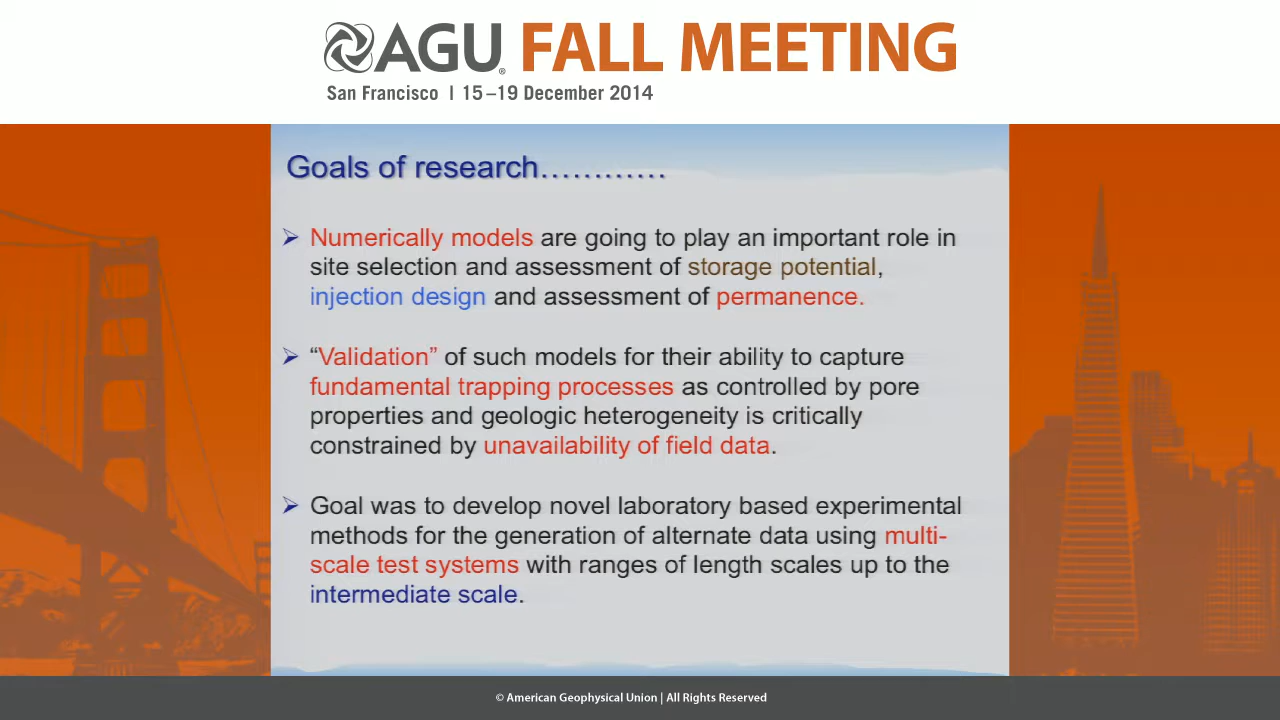 AGU® FALL MEETING
San Francisco | 15–19 December 2014
Goals of research…………
➢ Numerically models are going to play an important role in
site selection and assessment of storage potential,
injection design and assessment of permanence.
➢ “Validation” of such models for their ability to capture
fundamental trapping processes as controlled by pore
properties and geologic heterogeneity is critically
constrained by unavailability of field data.
➢ Goal was to develop novel laboratory based experimental
methods for the generation of alternate data using multi-
scale test systems with ranges of length scales up to the
intermediate scale.
© American Geophysical Union | All Rights Reserved